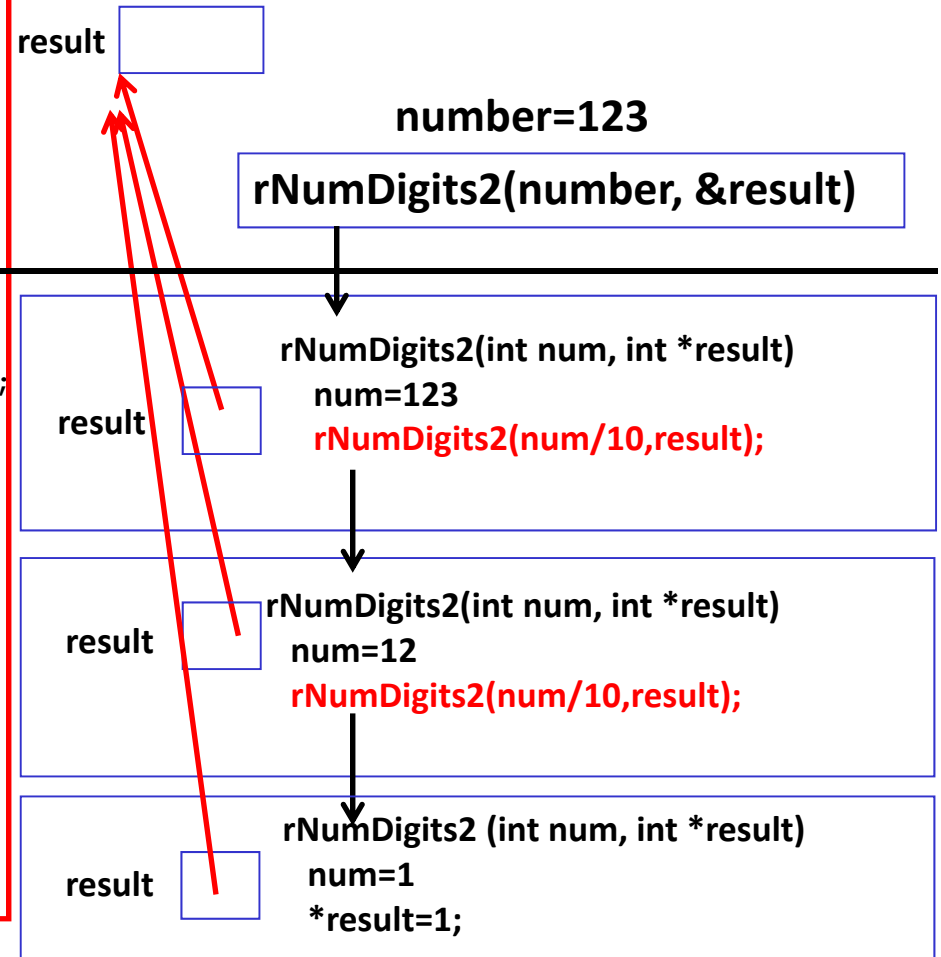 result
number=123
rNumDigits2(number, &result)
rNumDigits2(int num, int *result)
;
num=123
result
rNumDigits2(num/10,result);
rNumDigits2(int num, int *result)
result
num=12
rNumDigits2(num/10,result);
rNumDigits2 (int num, int *result)
result
num=1
*result=1;